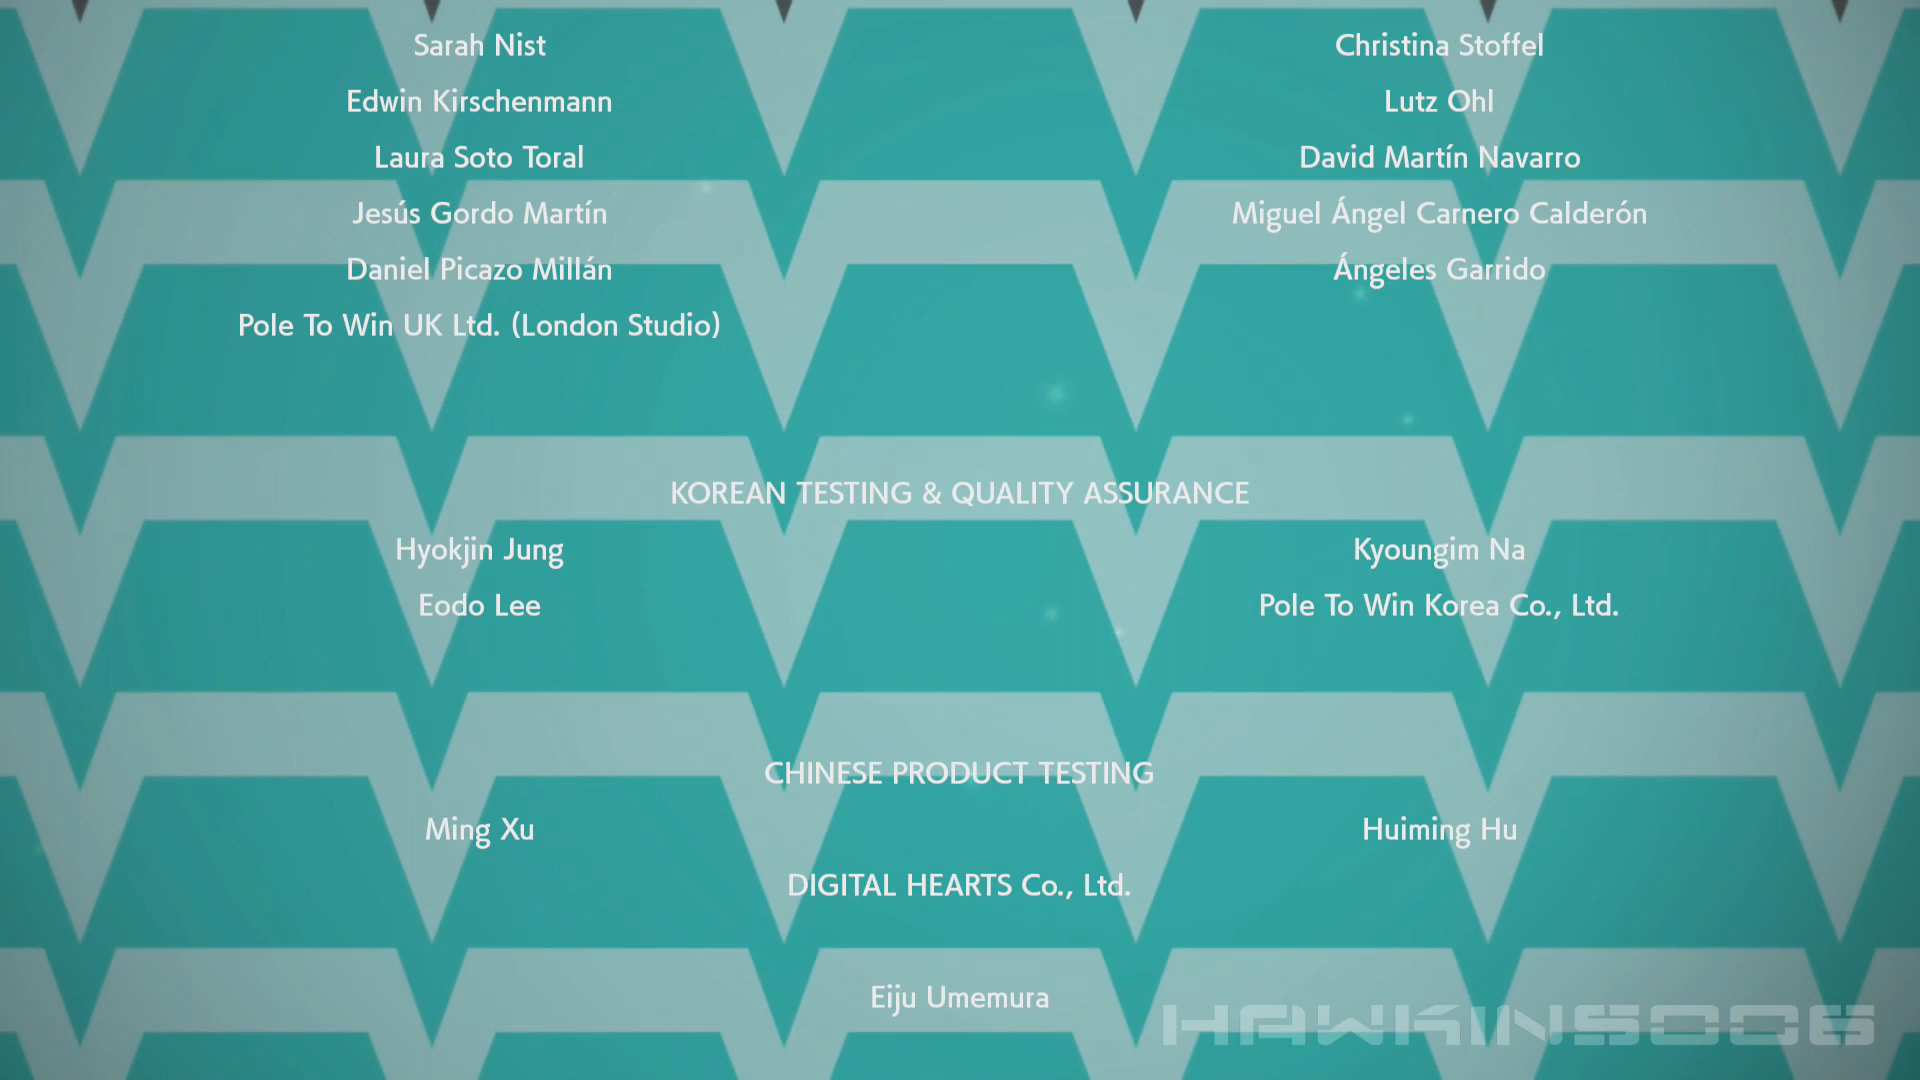 Sarah Nist
Christina Stoffel
Edwin Kirschenmann
Lutz Ohl
Laura Soto Toral
David Martín Navarro
Jesús Gordo Martín
Miguel Ángel Carnero Calderón
Daniel Picazo Millán
Ángeles Garrido
Pole To Win UK Ltd. (London Studio)
KOREAN TESTING & QUALITY ASSURANCE
Hyokjin Jung
Kyoungim Na
Eodo Lee
Pole To Win Korea Co., Ltd.
CHINESE PRODUCT TESTING
Ming Xu
Huiming Hu
DIGITAL HEARTS Co., Ltd.
Eiju Umemura
HAWKINS006